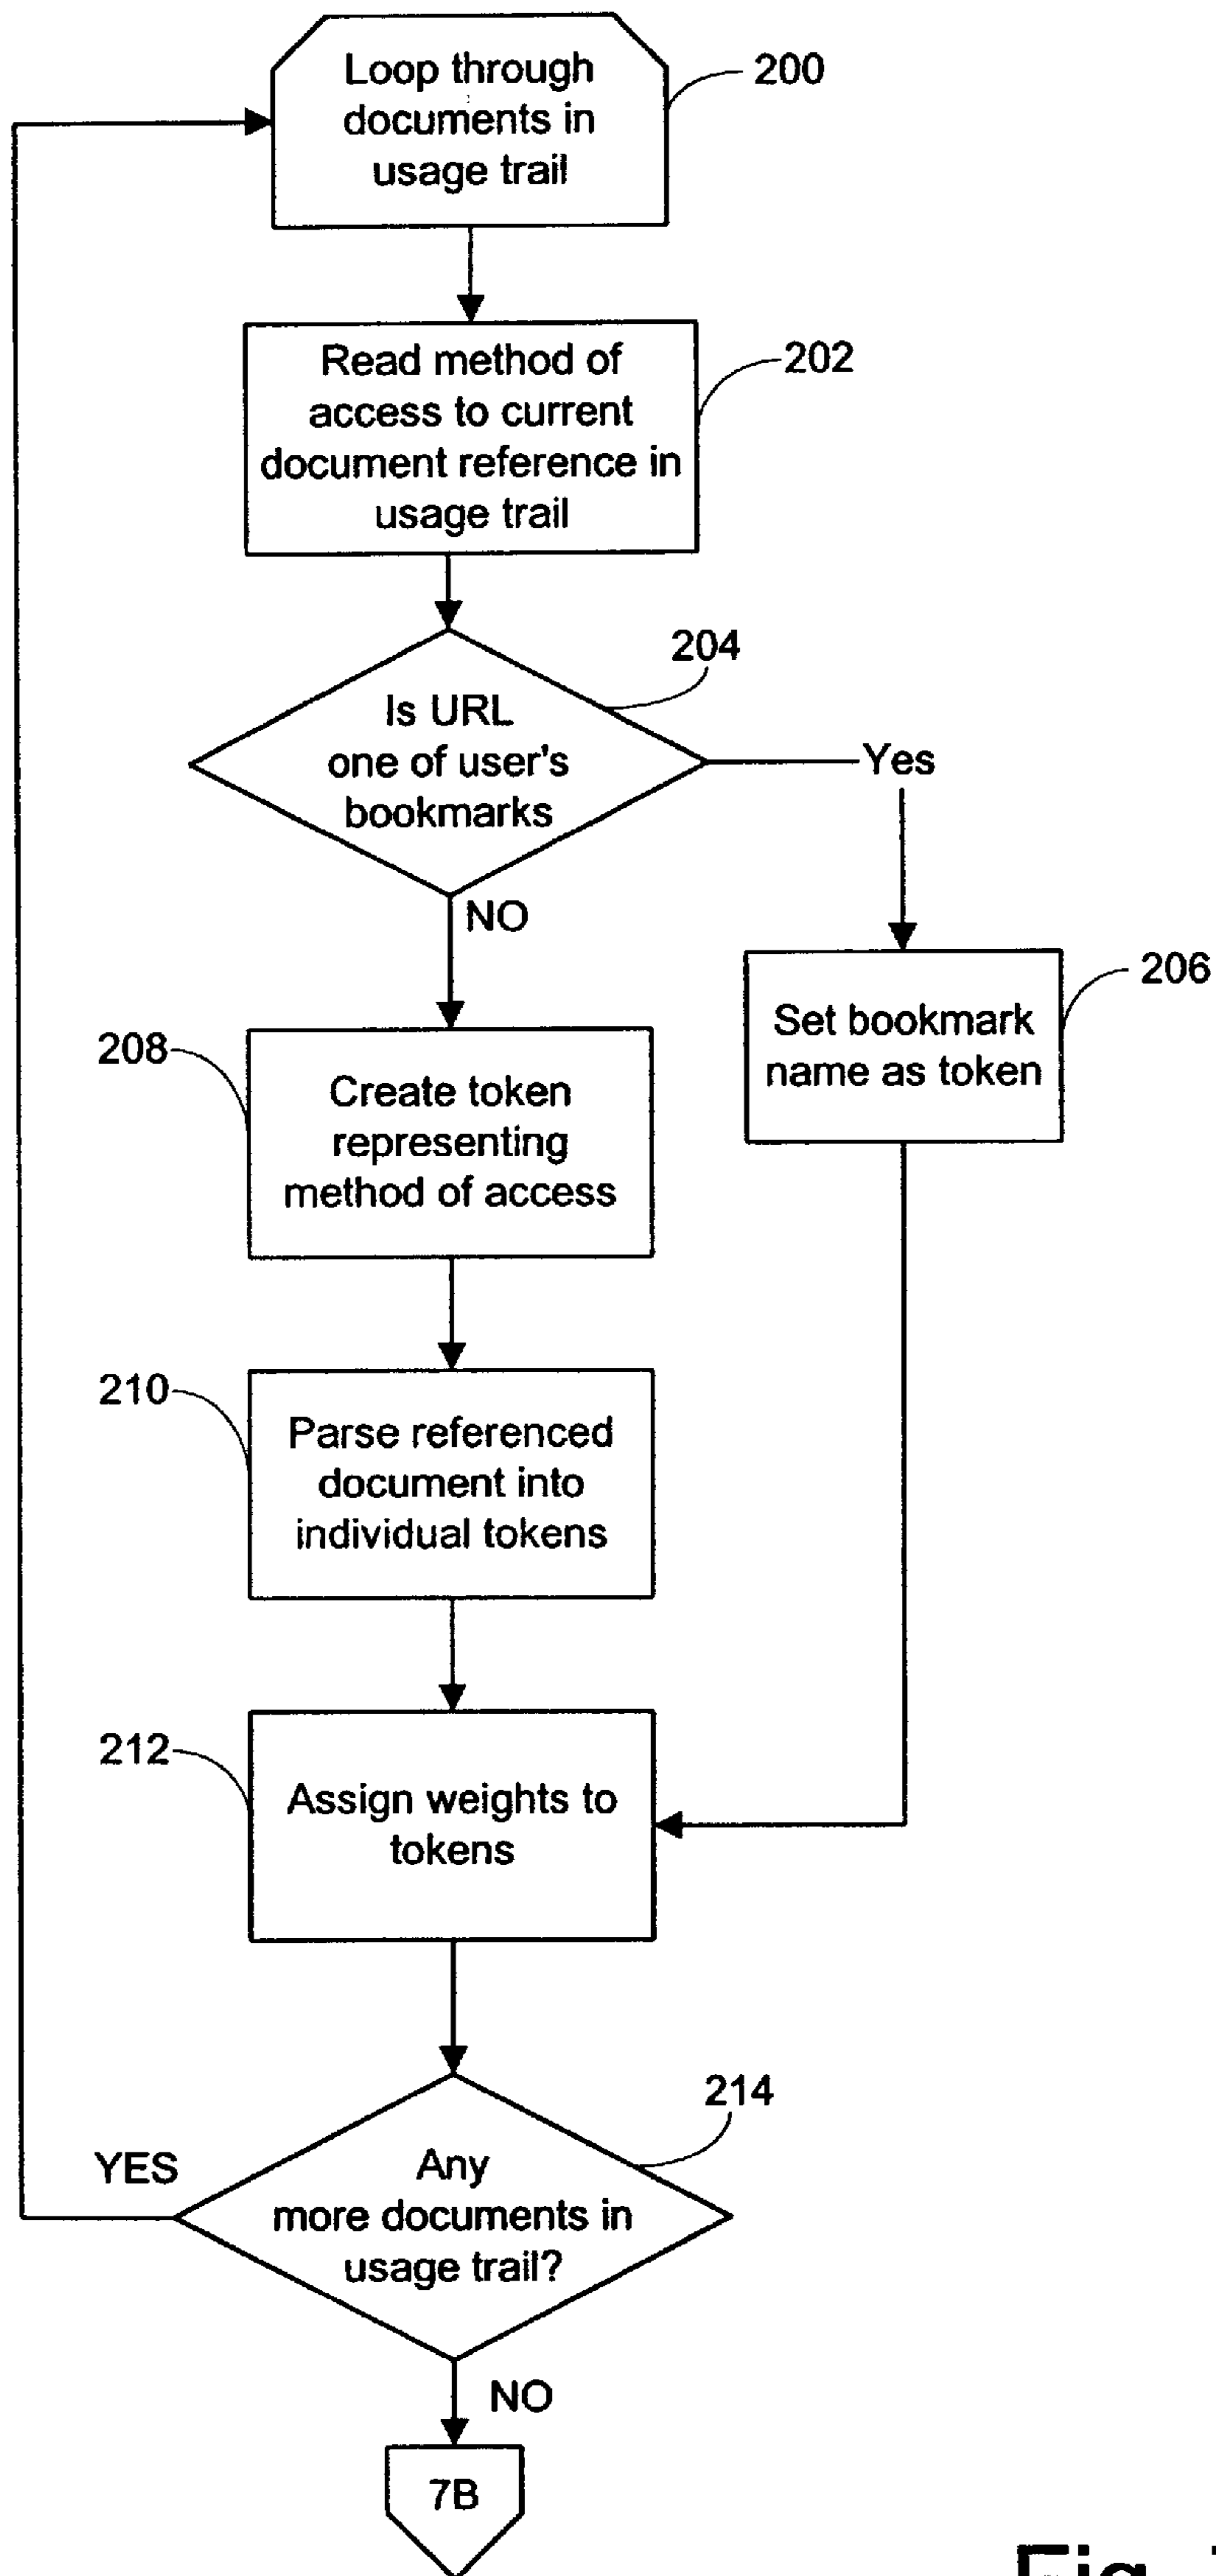 Loop through
documents in
usage trail
200
Read method of
access to current
document reference in
usage trail
202
204
Is URL
one of user's
bookmarks
Yes
NO
206
Set bookmark
name as token
208
Create token
representing
method of access
210
Parse referenced
document into
individual tokens
212
Assign weights to
tokens
214
YES
Any
more documents in
usage trail?
NO
7B
Fig.